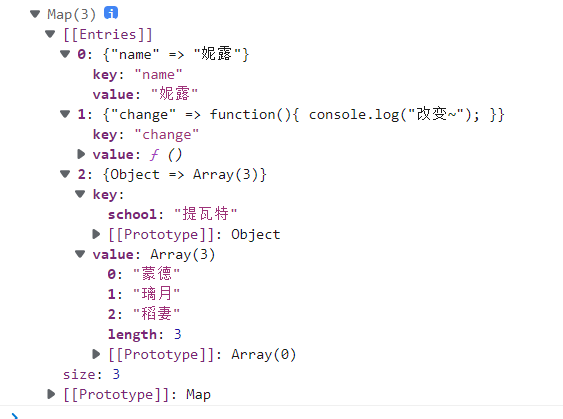 Map(3) i
[[Entries]]
0: {"name" => "妮露"}
key: "name"
value: "妮露"
1: {"change" => function(){ console.log("改变~"); }}
key: "change"
value: ƒ ()
2: {Object => Array(3)}
key:
school: "提瓦特"
[[Prototype]]: Object
value: Array(3)
0: "蒙德"
1: "璃月"
2: "稻妻"
length: 3
[[Prototype]]: Array(0)
size: 3
[[Prototype]]: Map